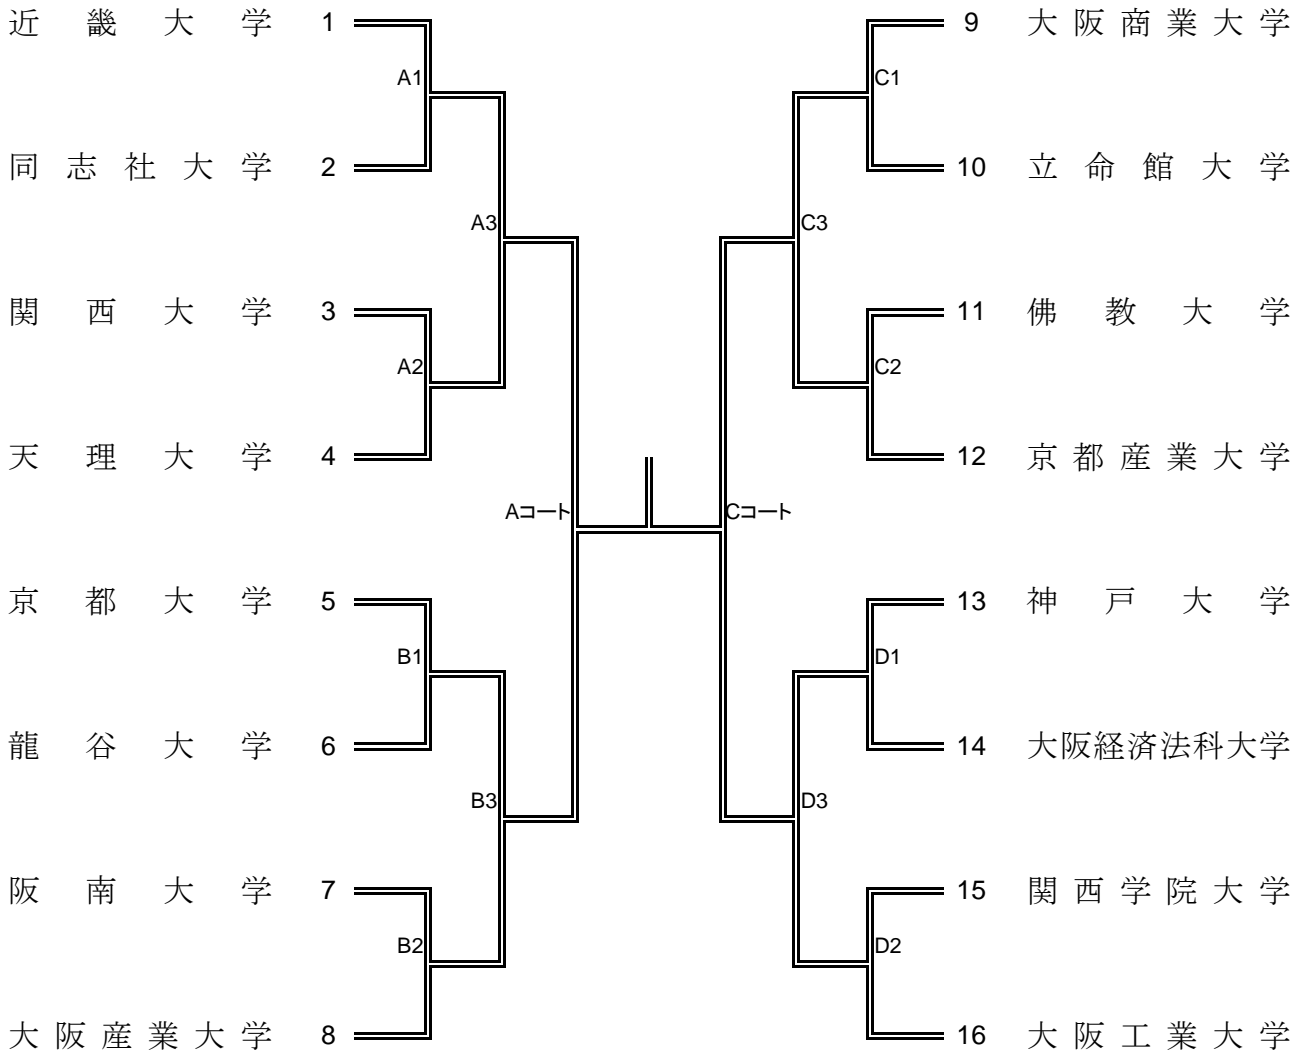 近畿大学 1
A1
同志社大学 2
A3
関西大学 3
A2
天理大学 4
Aコート
京都大学 5
B1
龍谷大学 6
B3
阪南大学 7
B2
大阪産業大学 8
9 大阪商業大学
C1
10 立命館大学
C3
11 佛教大学
C2
12 京都産業大学
Cコート
13 神戸大学
D1
14 大阪経済法科大学
D3
15 関西学院大学
D2
16 大阪工業大学